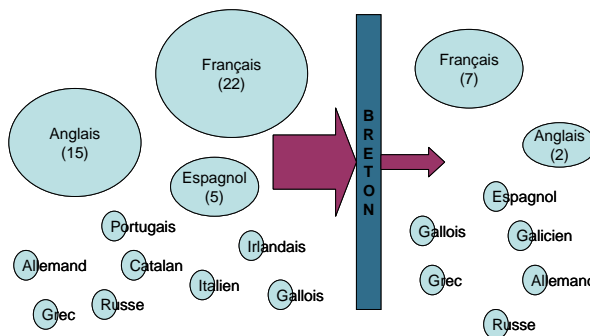 Français
(22)
Anglais
(15)
Espagnol
(5)
Portugais
Irlandais
Allemand
Catalan
Italien
Gallois
Grec
Russe
BRETON
Français
(7)
Anglais
(2)
Espagnol
Gallois
Galicien
Grec
Allemand
Russe